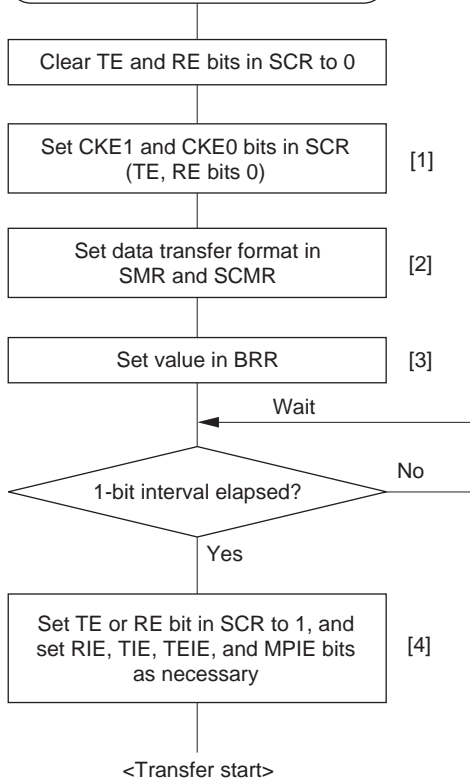 Clear TE and RE bits in SCR to 0
Set CKE1 and CKE0 bits in SCR
(TE, RE bits 0)
[1]
Set data transfer format in
SMR and SCMR
[2]
Set value in BRR
[3]
Wait
1-bit interval elapsed?
No
Yes
Set TE or RE bit in SCR to 1, and
set RIE, TIE, TEIE, and MPIE bits
as necessary
[4]
<Transfer start>